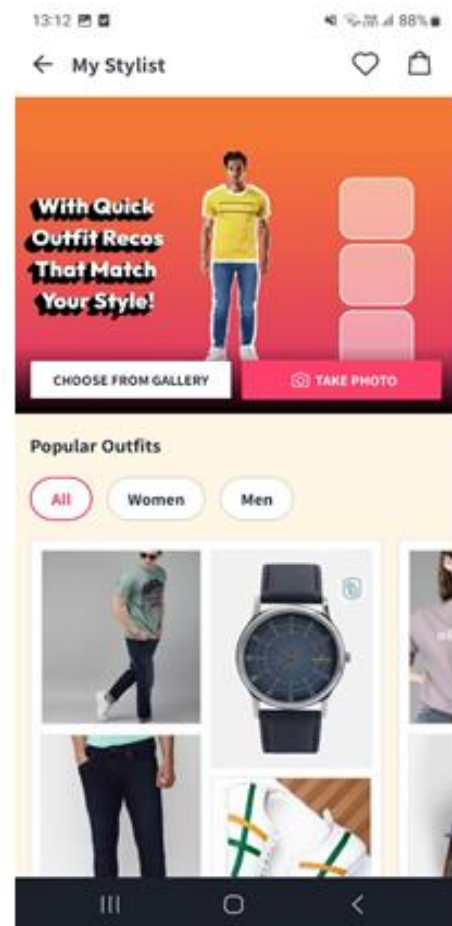 13:12
88%
My Stylist
With Quick
Outfit Recos
That Match
Your Style!
CHOOSE FROM GALLERY
TAKE PHOTO
Popular Outfits
All
Women
Men